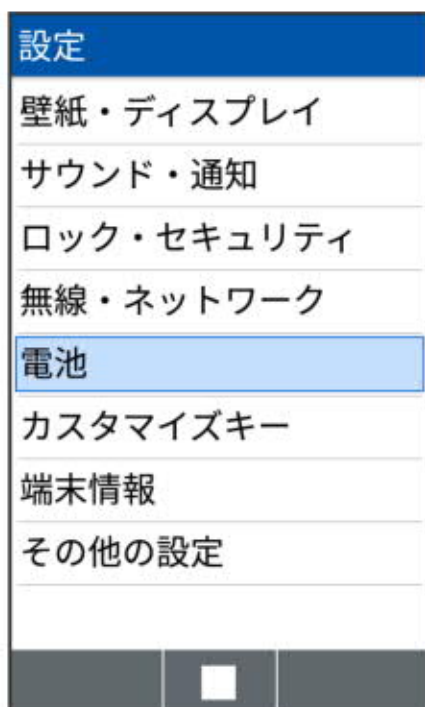 設定
壁紙・ディスプレイ
サウンド・通知
ロック・セキュリティ
無線・ネットワーク
電池
カスタマイズキー
端末情報
その他の設定